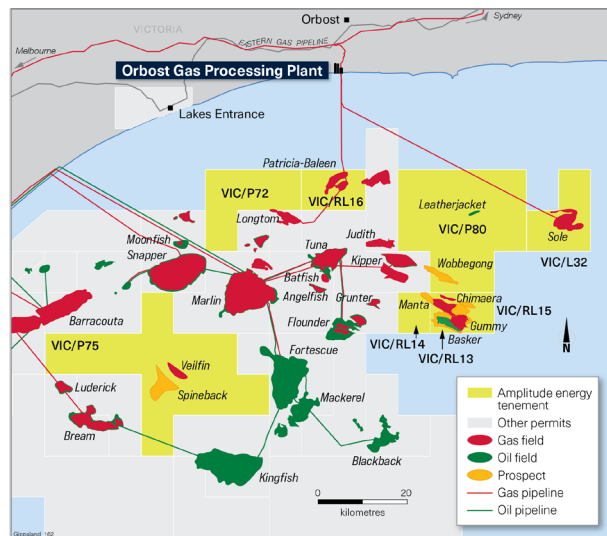 Orbost
Sydney
VICTORIA
EASTERN GAS PIPELINE
Melbourne
Orbost Gas Processing Plant
Lakes Entrance
Patricia-Baleen
VIC/P72
VIC/RL16
Leatherjacket
Longtom
VIC/P80
Sole
Moonfish
Snapper
Tuna
Judith
Kipper
Wobbegong
VIC/L32
Batfish
Marlin
Angelfish
Grunter
Manta
Chimaera
VIC/RL15
Barracouta
Flounder
Gummy
Basker
VIC/P75
Fortescue
VIC/RL14
VIC/RL13
N
Veilfin
Luderick
Spineback
Mackerel
Bream
Blackback
Kingfish
0 20
kilometres
Amplitude energy
tenement
Other permits
Gas field
Oil field
Prospect
Gas pipeline
Oil pipeline
Gippsland 162